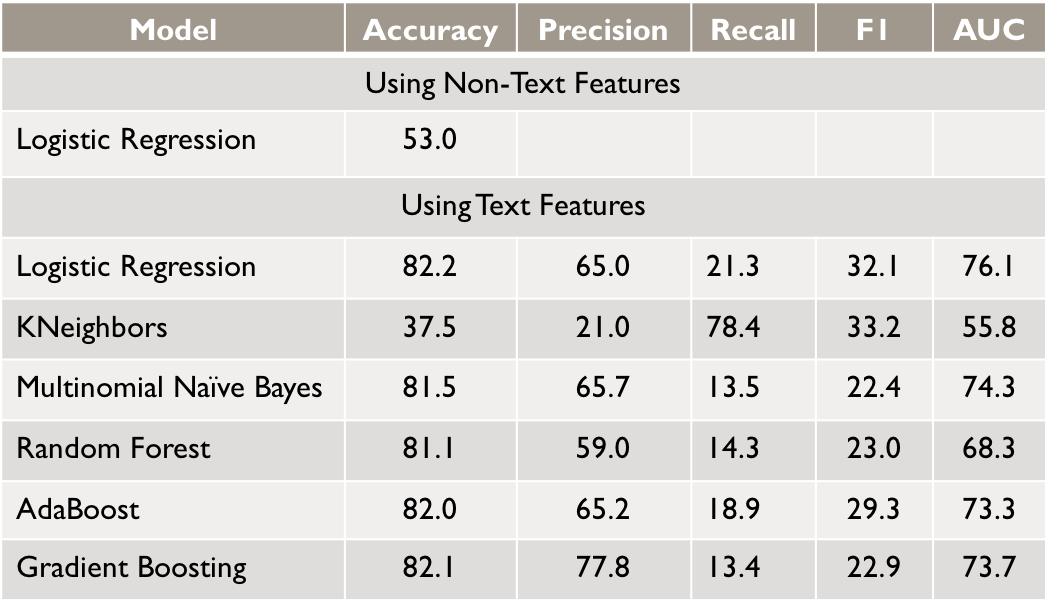 Model Accuracy Precision Recall F1 AUC
Using Non-Text Features
Logistic Regression 53.0
Using Text Features
Logistic Regression 82.2 65.0 21.3 32.1 76.1
KNeighbors 37.5 21.0 78.4 33.2 55.8
Multinomial Naïve Bayes 81.5 65.7 13.5 22.4 74.3
Random Forest 81.1 59.0 14.3 23.0 68.3
AdaBoost 82.0 65.2 18.9 29.3 73.3
Gradient Boosting 82.1 77.8 13.4 22.9 73.7